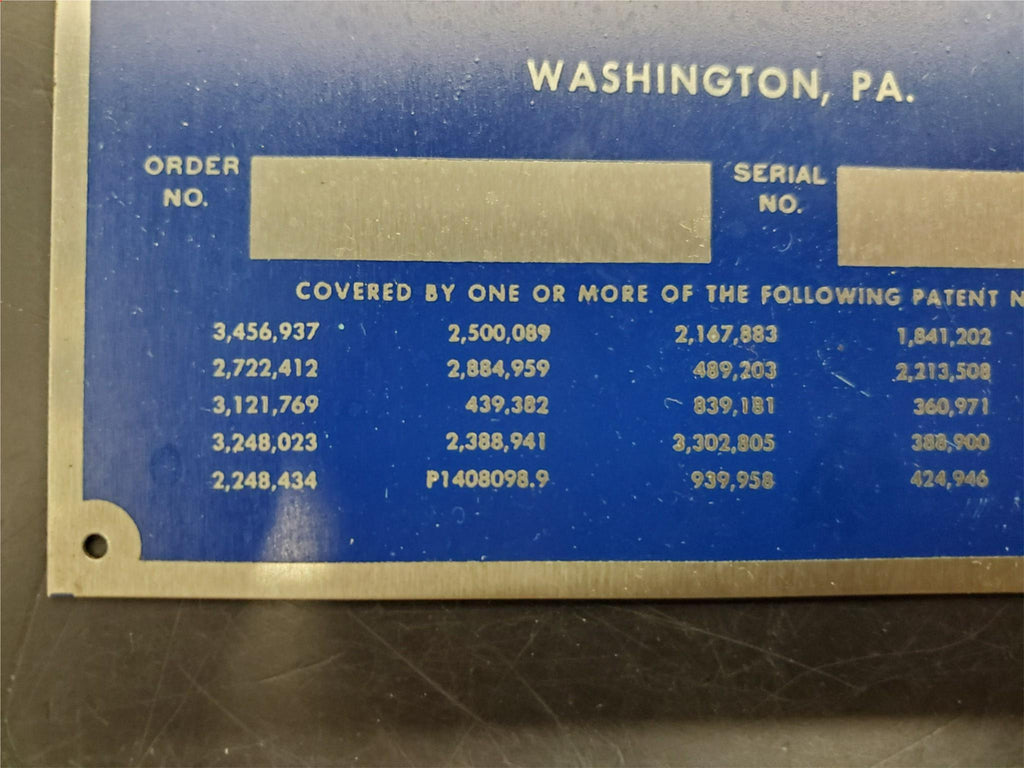 WASHINGTON, PA.
ORDER NO. SERIAL NO.
COVERED BY ONE OR MORE OF THE FOLLOWING PATENT N
3,456,937 2,500,089 2,167,883 1,841,202
2,722,412 2,884,959 489,203 2,213,508
3,121,769 439,382 839,181 360,971
3,248,023 2,388,941 3,302,805 388,900
2,248,434 P1408098.9 939,958 424,946